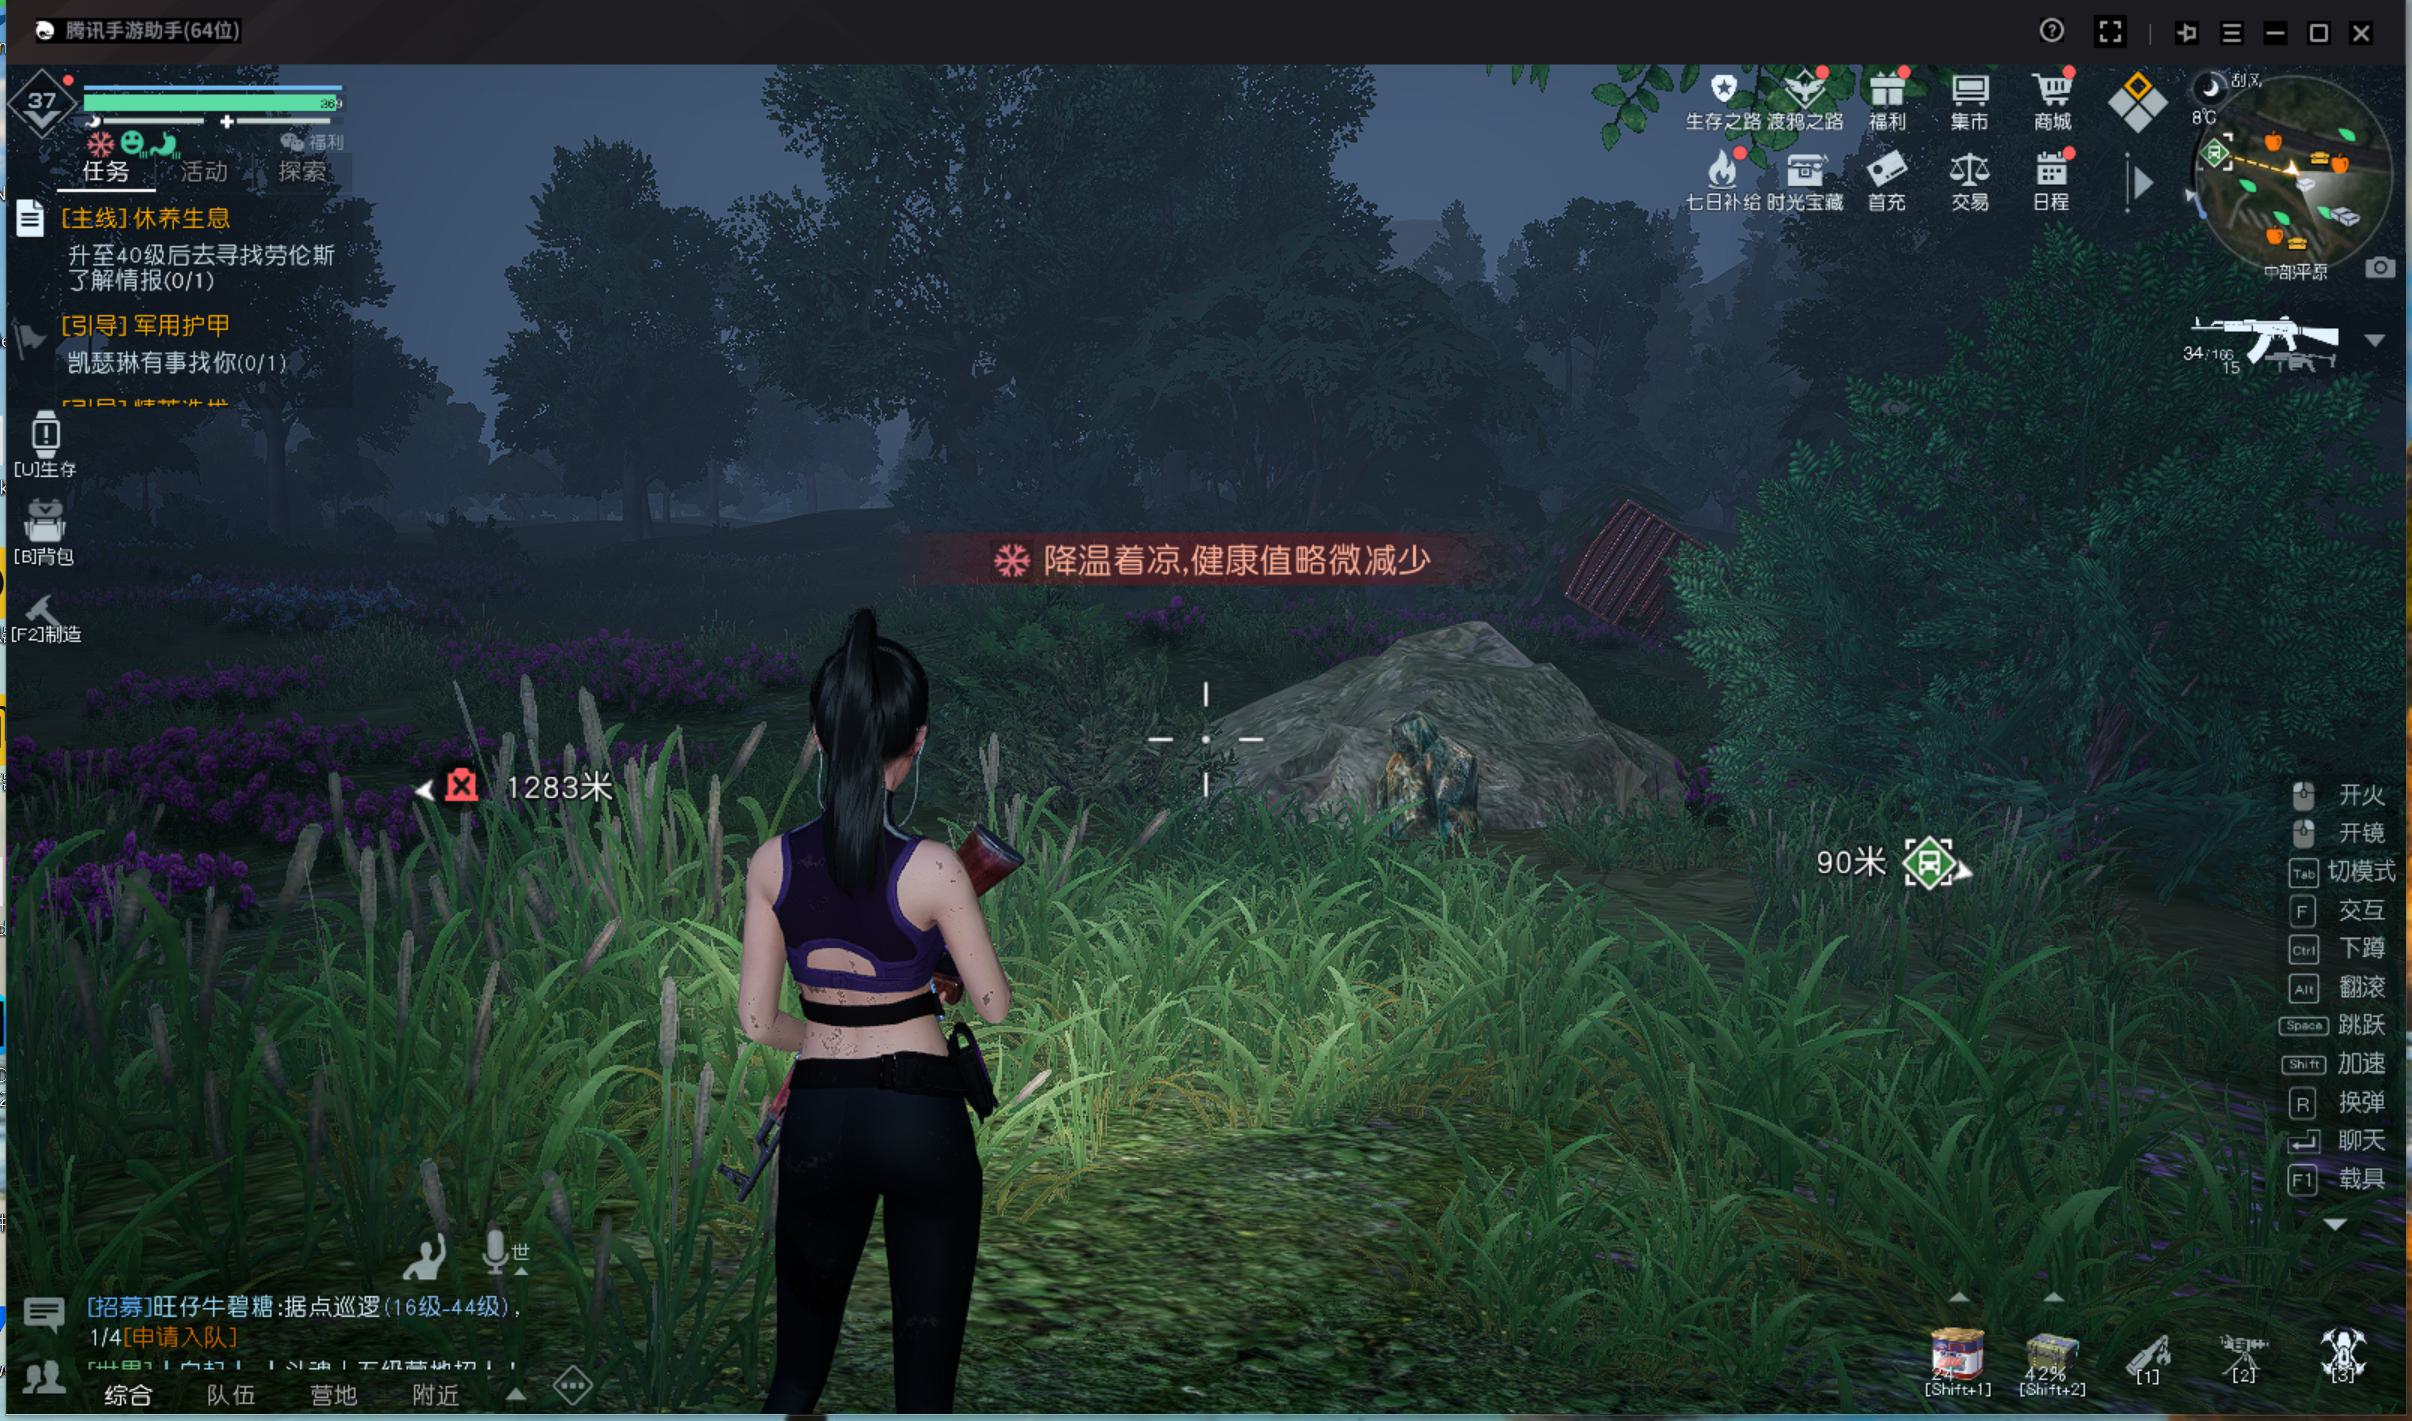 腾讯手游助手(64位)
37
369
福利
任务 活动 探索
[主线]休养生息
升至40级后去寻找劳伦斯
了解情报(0/1)
[引导]军用护甲
凯瑟琳有事找你(0/1)
[U]生存
[B]背包
[F2]制造
生存之路 渡鸦之路 福利 集市 商城
七日补给 时光宝藏 首充 交易 日程
刮风
8℃
中部平原
34/166
15
降温着凉,健康值略微减少
1283米
90米
开火
开镜
Tab 切模式
F 交互
Ctrl 下蹲
Alt 翻滚
Space 跳跃
Shift 加速
R 换弹
聊天
F1 载具
世
[招募]旺仔牛碧糖:据点巡逻(16级-44级),
1/4[申请入队]
综合 队伍 营地 附近
24 42%
[Shift+1] [Shift+2] [1] [2] [3]